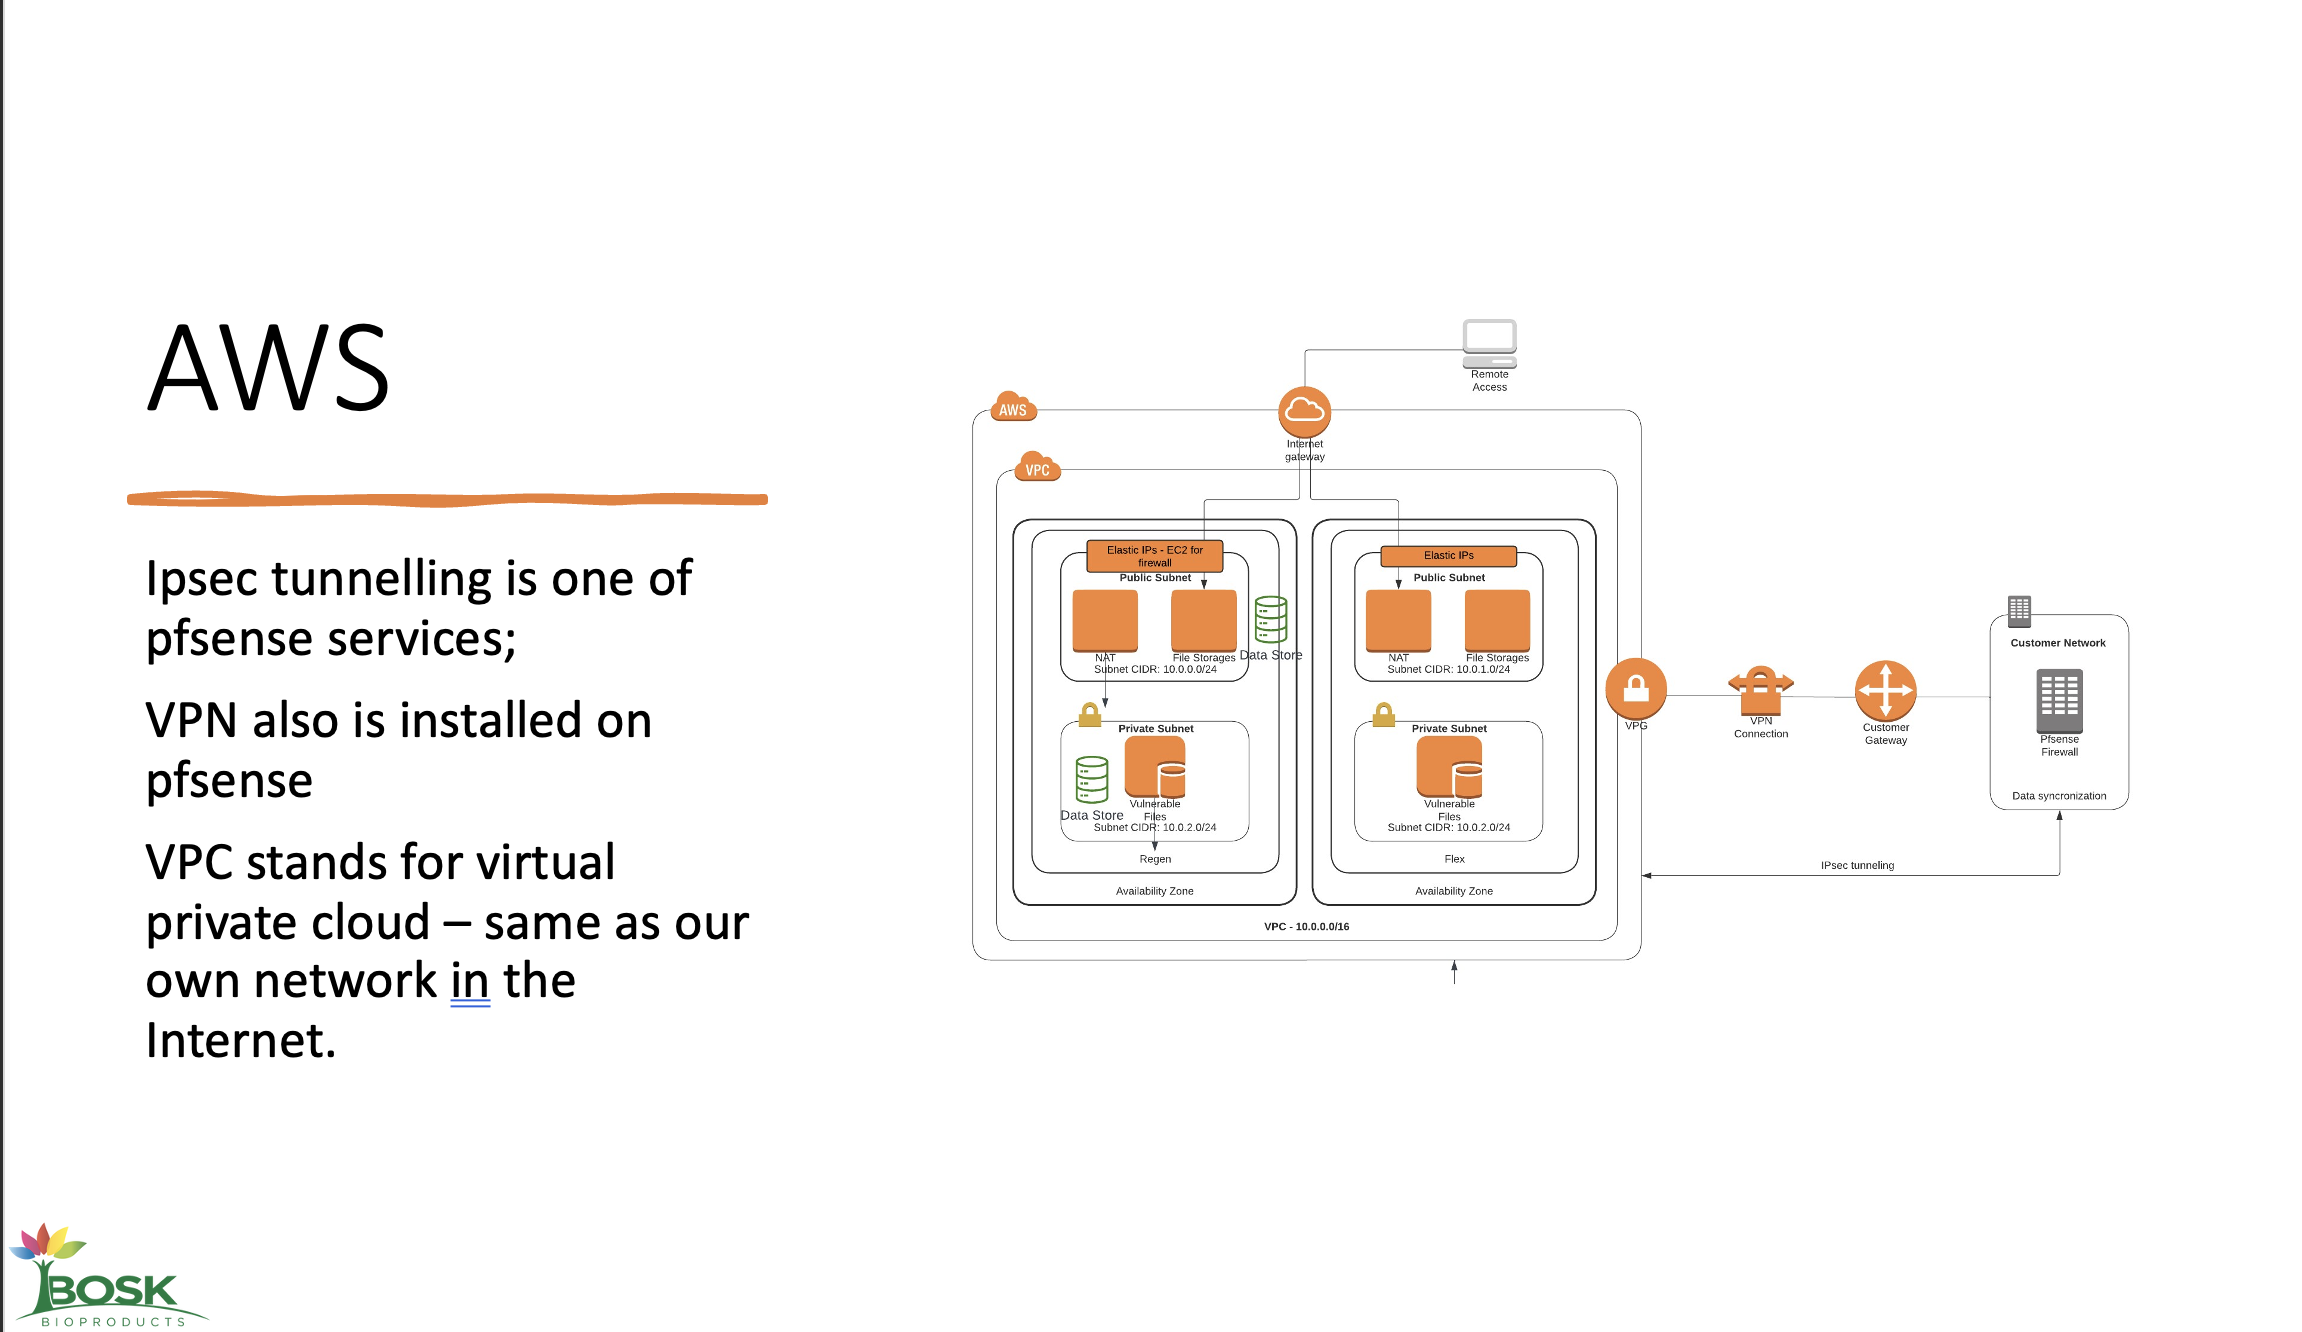 AWS
Ipsec tunnelling is one of
pfsense services;
VPN also is installed on
pfsense
VPC stands for virtual
private cloud – same as our
own network in the
Internet.
Remote
Access
AWS
Internet
gateway
VPC
Elastic IPs - EC2 for
firewall
Public Subnet
NAT
File Storages
Data Store
Subnet CIDR: 10.0.0.0/24
Private Subnet
Data Store
Vulnerable
Files
Subnet CIDR: 10.0.2.0/24
Regen
Availability Zone
Elastic IPs
Public Subnet
NAT
File Storages
Subnet CIDR: 10.0.1.0/24
Private Subnet
Vulnerable
Files
Subnet CIDR: 10.0.2.0/24
Flex
Availability Zone
VPC - 10.0.0.0/16
VPG
VPN
Connection
Customer
Gateway
Customer Network
Pfsense
Firewall
Data syncronization
IPsec tunneling
BOSK
BIOPRODUCTS